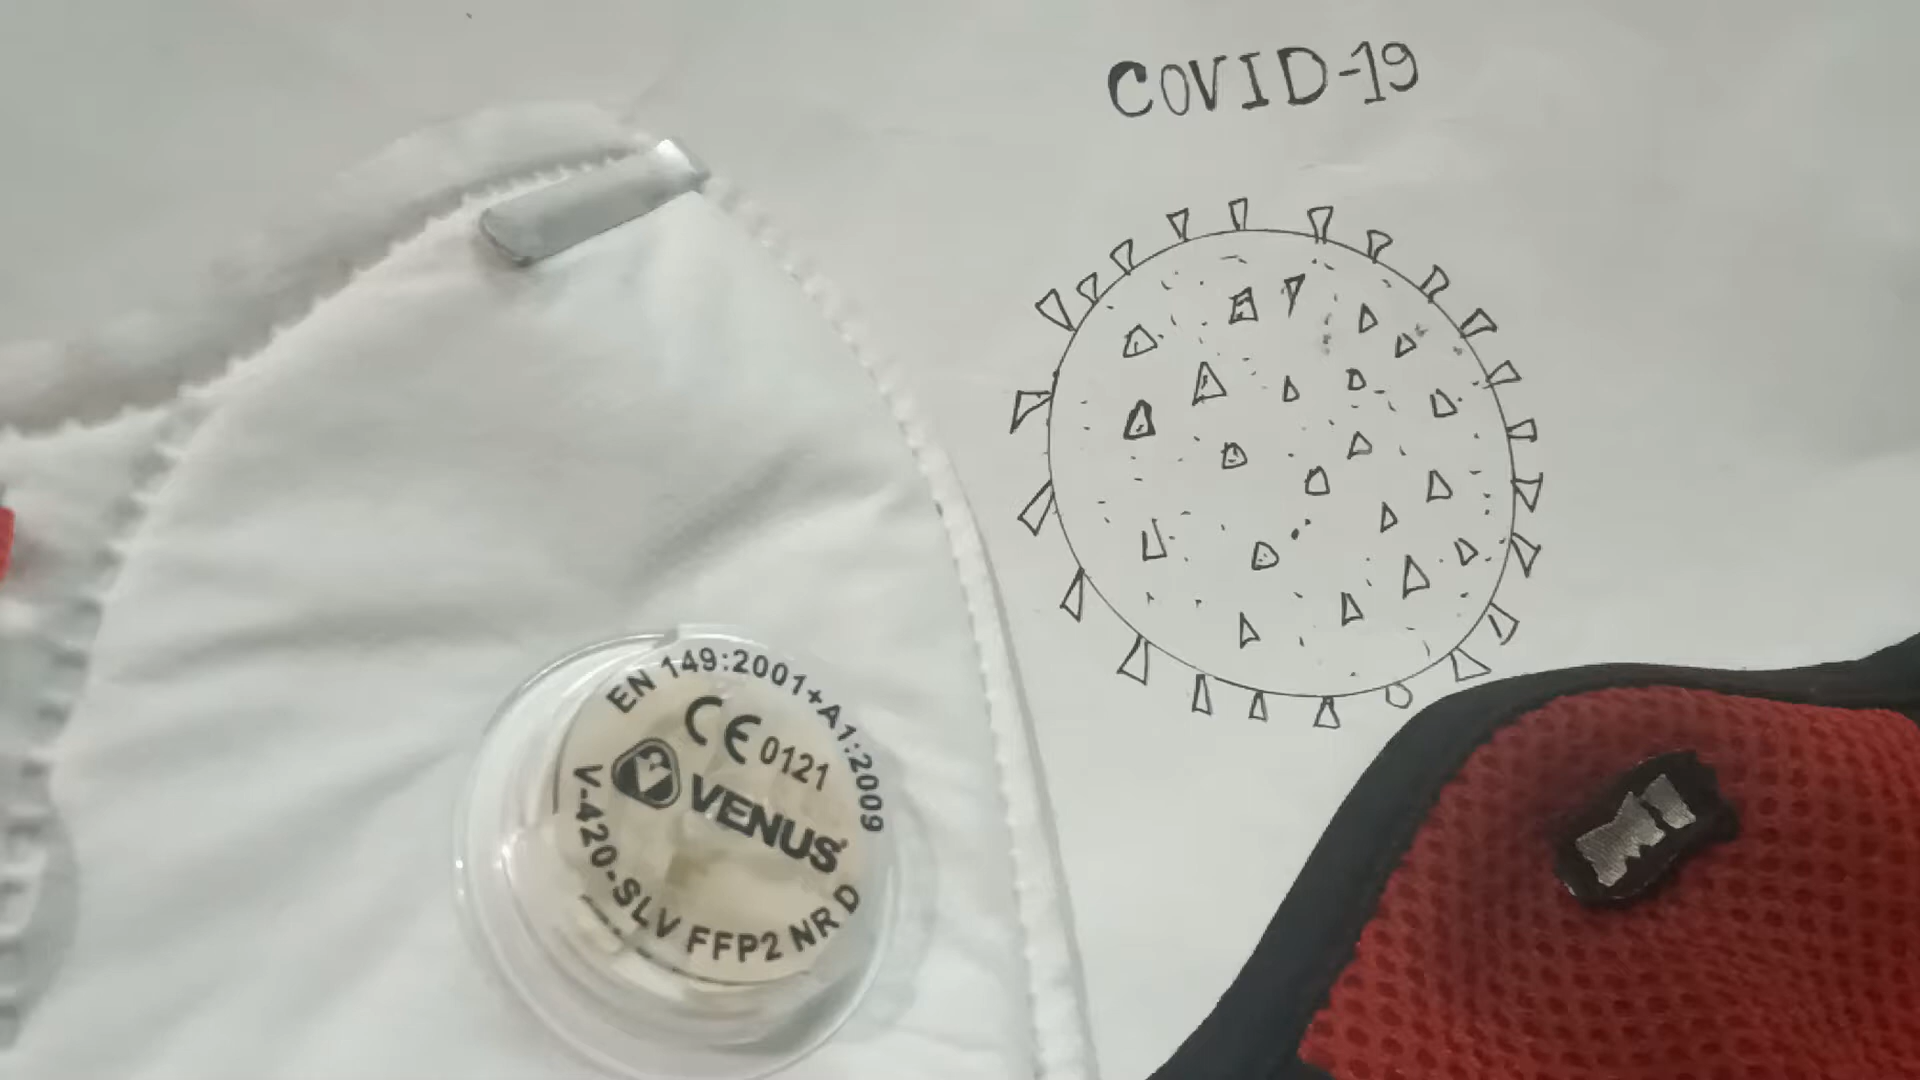 COVID-19
EN 149:2001+A1:2009
CE 0121
VENUS
V-420-SLV FFP2 NR D